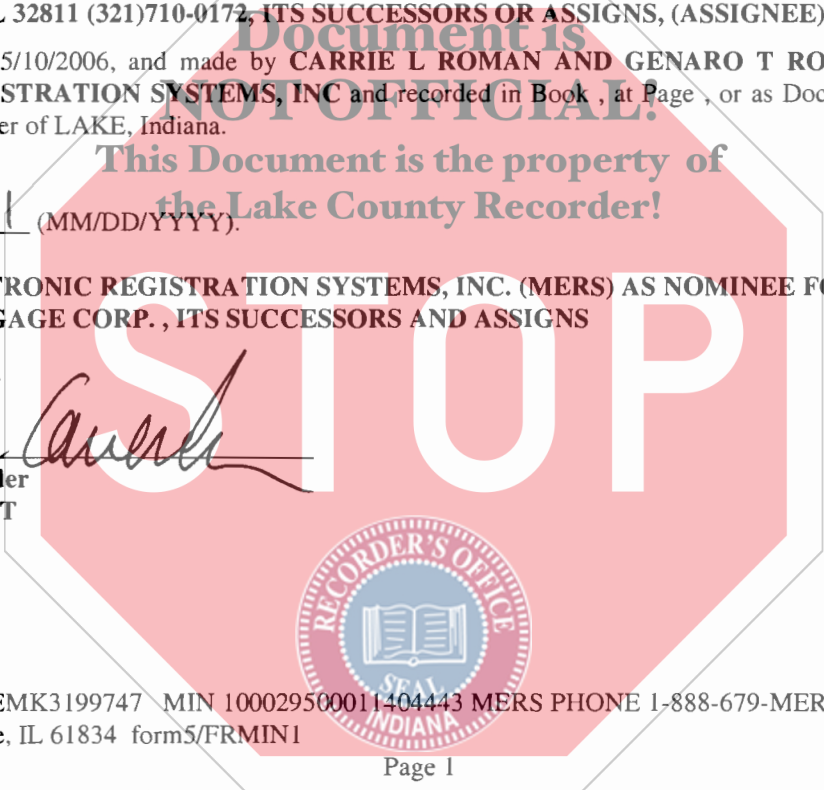 L 32811 (321)710-0172, ITS SUCCESSORS OR ASSIGNS, (ASSIGNEE)
Document is
5/10/2006, and made by CARRIE L ROMAN AND GENARO T RO
STRATION SYSTEMS, INC and recorded in Book , at Page , or as Doc
NOT OFFICIAL!
er of LAKE, Indiana.
This Document is the property of
the Lake County Recorder!
(MM/DD/YYYY).
TRONIC REGISTRATION SYSTEMS, INC. (MERS) AS NOMINEE FO
GAGE CORP. , ITS SUCCESSORS AND ASSIGNS
STOP
der
T
RECORDER'S OFFICE
SEAL
INDIANA
EMK3199747 MIN 100029500011404443 MERS PHONE 1-888-679-MER
e, IL 61834 form5/FRMIN1
Page 1